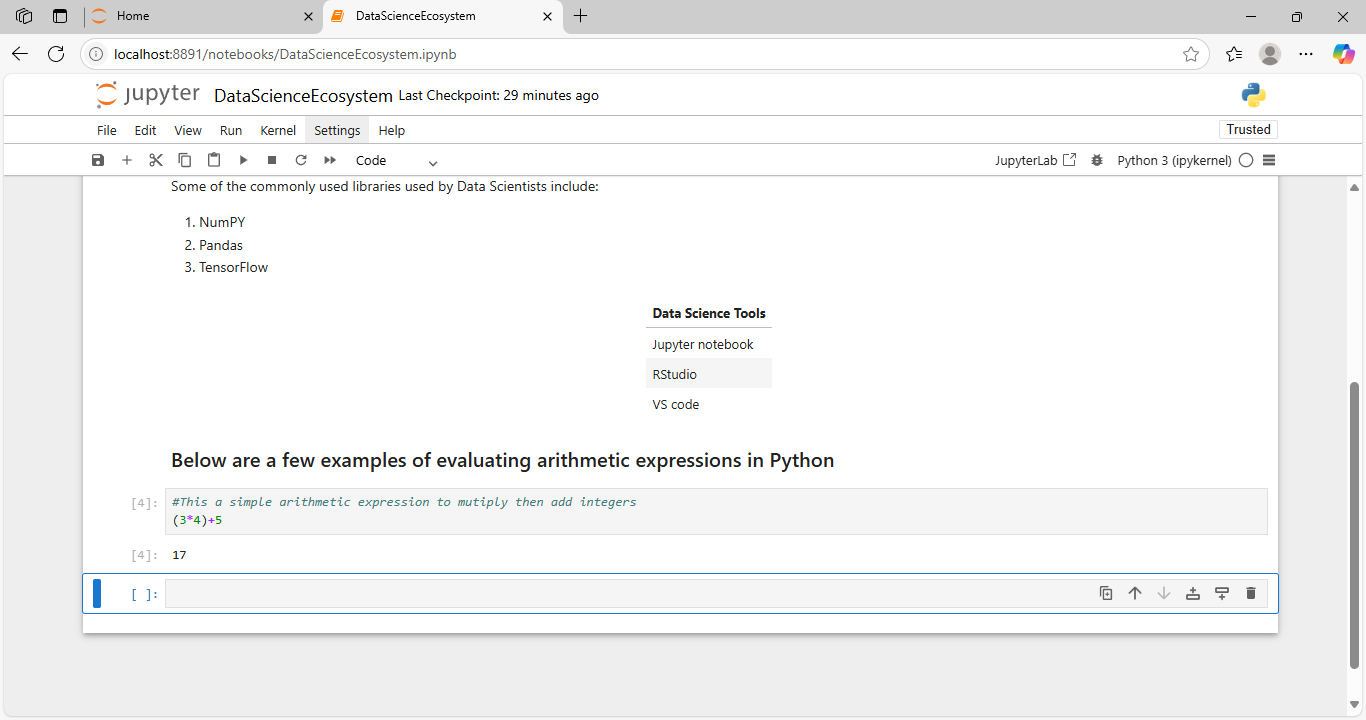 Home
DataScienceEcosystem
localhost:8891/notebooks/DataScienceEcosystem.ipynb
jupyter DataScienceEcosystem Last Checkpoint: 29 minutes ago
File Edit View Run Kernel Settings Help
Trusted
Code
JupyterLab
Python 3 (ipykernel)
Some of the commonly used libraries used by Data Scientists include:
1. NumPY
2. Pandas
3. TensorFlow
Data Science Tools
Jupyter notebook
RStudio
VS code
Below are a few examples of evaluating arithmetic expressions in Python
[4]: #This a simple arithmetic expression to mutiply then add integers
(3*4)+5
[4]: 17
[ ]: